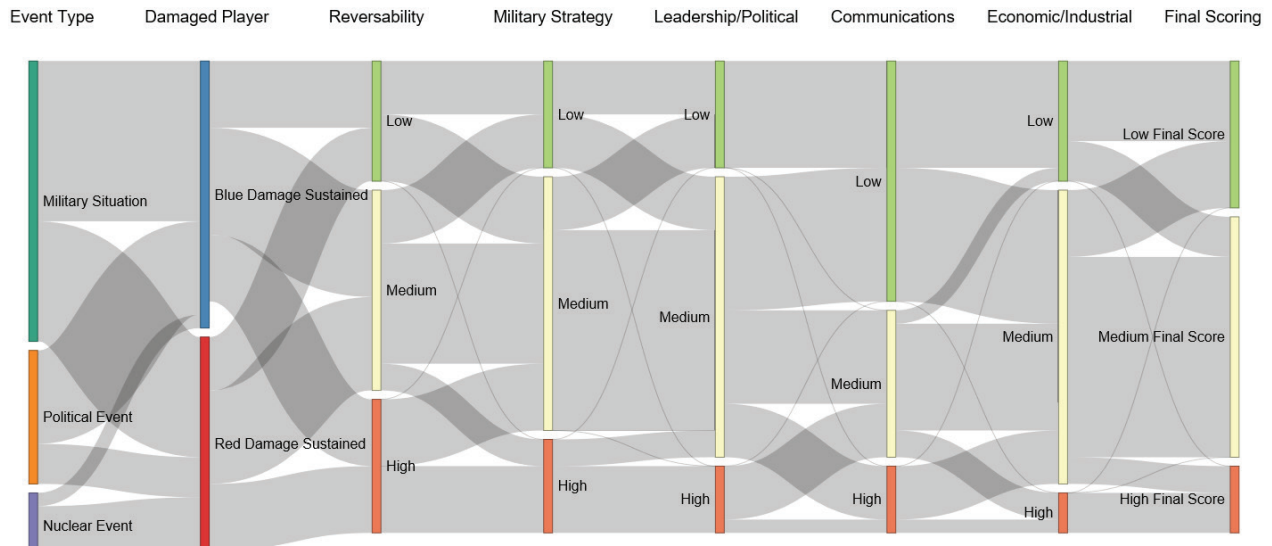 Event Type
Damaged Player
Reversability
Military Strategy
Leadership/Political
Communications
Economic/Industrial
Final Scoring
Military Situation
Political Event
Nuclear Event
Blue Damage Sustained
Red Damage Sustained
Low
Medium
High
Low
Medium
High
Low
Medium
High
Low
Medium
High
Low
Medium
High
Low Final Score
Medium Final Score
High Final Score